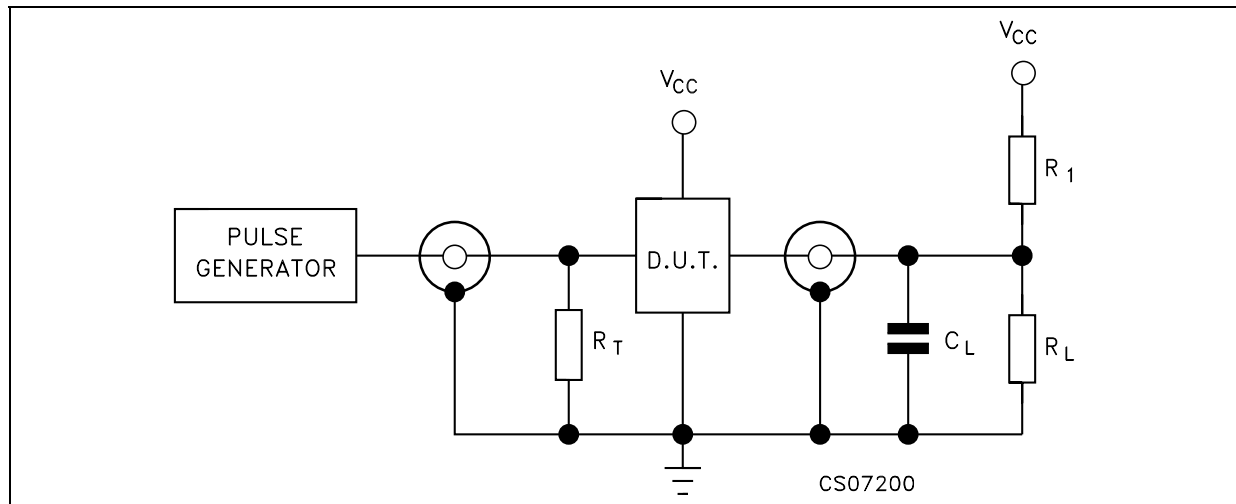 VCC
VCC
R1
PULSE
GENERATOR
D.U.T.
RT
CL
RL
CS07200